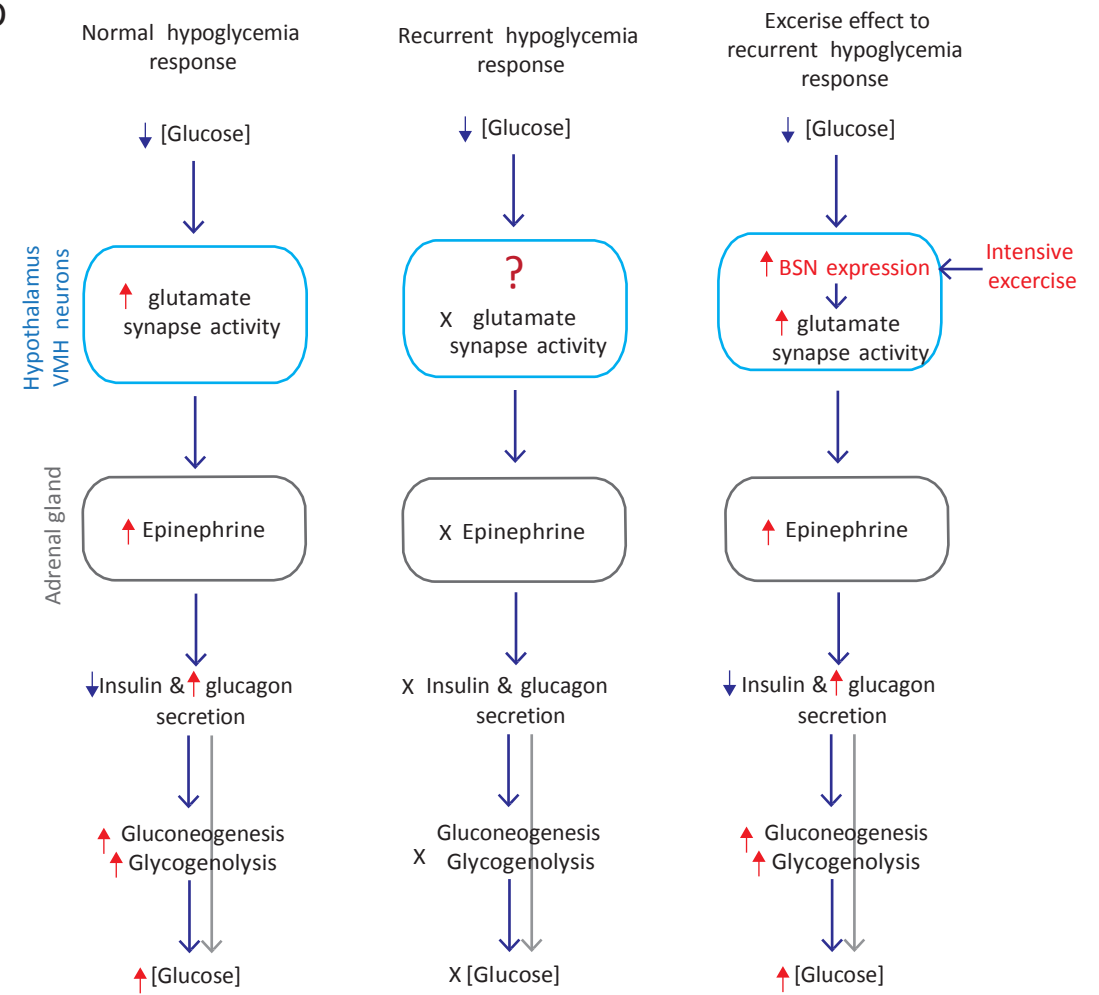 Normal hypoglycemia
response
↓ [Glucose]
Hypothalamus
VMH neurons
↑ glutamate
synapse activity
Adrenal gland
↑ Epinephrine
↓Insulin & ↑ glucagon
secretion
↑ Gluconeogenesis
↑ Glycogenolysis
↑ [Glucose]
Recurrent hypoglycemia
response
↓ [Glucose]
?
X glutamate
synapse activity
X Epinephrine
X Insulin & glucagon
secretion
Gluconeogenesis
X Glycogenolysis
X [Glucose]
Excerise effect to
recurrent hypoglycemia
response
↓ [Glucose]
↑ BSN expression
Intensive
excercise
↑ glutamate
synapse activity
↑ Epinephrine
↓ Insulin & ↑ glucagon
secretion
↑ Gluconeogenesis
↑ Glycogenolysis
↑ [Glucose]